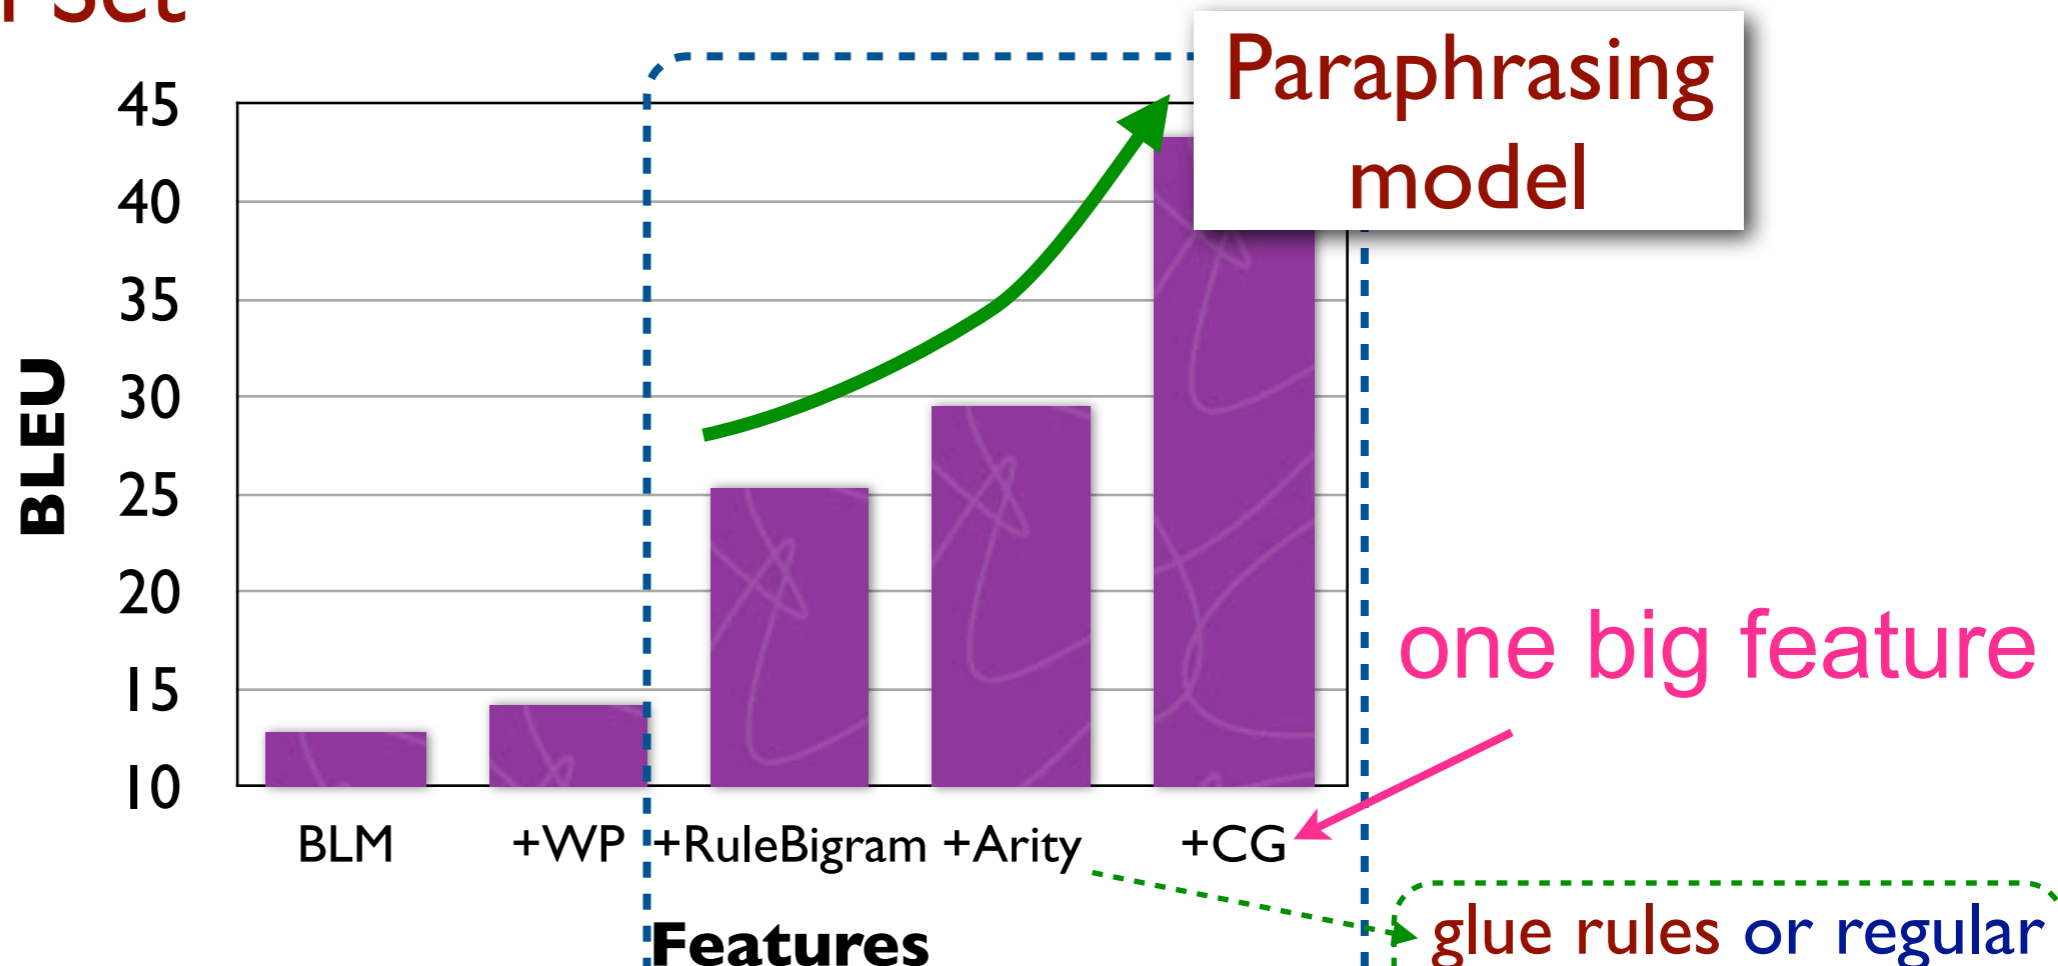 Set
Paraphrasing
model
45
40
35
30
25
20
15
10
BLEU
one big feature
BLM +WP +RuleBigram +Arity +CG
Features
glue rules or regular